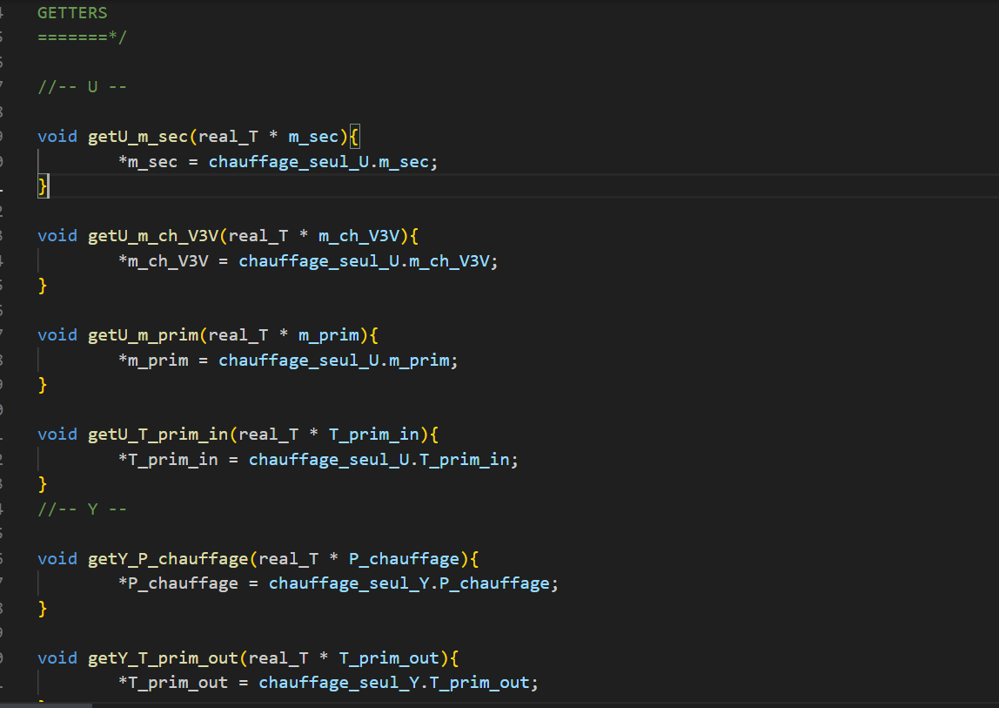 GETTERS
=======*/
//-- U --
void getU_m_sec(real_T * m_sec){
*m_sec = chauffage_seul_U.m_sec;
}
void getU_m_ch_V3V(real_T * m_ch_V3V){
*m_ch_V3V = chauffage_seul_U.m_ch_V3V;
}
void getU_m_prim(real_T * m_prim){
*m_prim = chauffage_seul_U.m_prim;
}
void getU_T_prim_in(real_T * T_prim_in){
*T_prim_in = chauffage_seul_U.T_prim_in;
}
//-- Y --
void getY_P_chauffage(real_T * P_chauffage){
*P_chauffage = chauffage_seul_Y.P_chauffage;
}
void getY_T_prim_out(real_T * T_prim_out){
*T_prim_out = chauffage_seul_Y.T_prim_out;